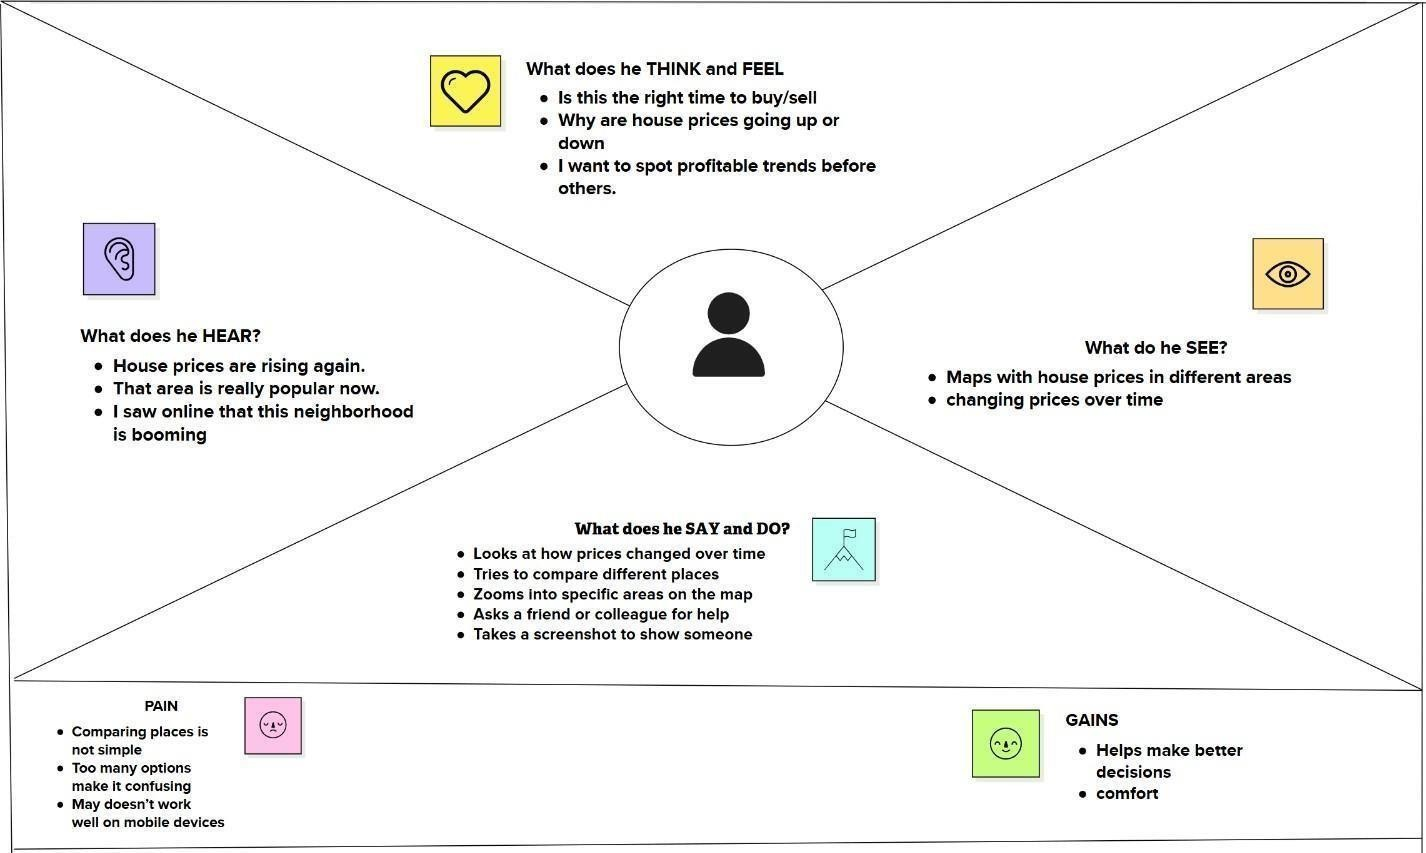 What does he THINK and FEEL
● Is this the right time to buy/sell
● Why are house prices going up or
down
● I want to spot profitable trends before
others.
What does he HEAR?
● House prices are rising again.
● That area is really popular now.
● I saw online that this neighborhood
is booming
What do he SEE?
● Maps with house prices in different areas
● changing prices over time
What does he SAY and DO?
● Looks at how prices changed over time
● Tries to compare different places
● Zooms into specific areas on the map
● Asks a friend or colleague for help
● Takes a screenshot to show someone
PAIN
● Comparing places is
not simple
● Too many options
make it confusing
● May doesn't work
well on mobile devices
GAINS
● Helps make better
decisions
● comfort